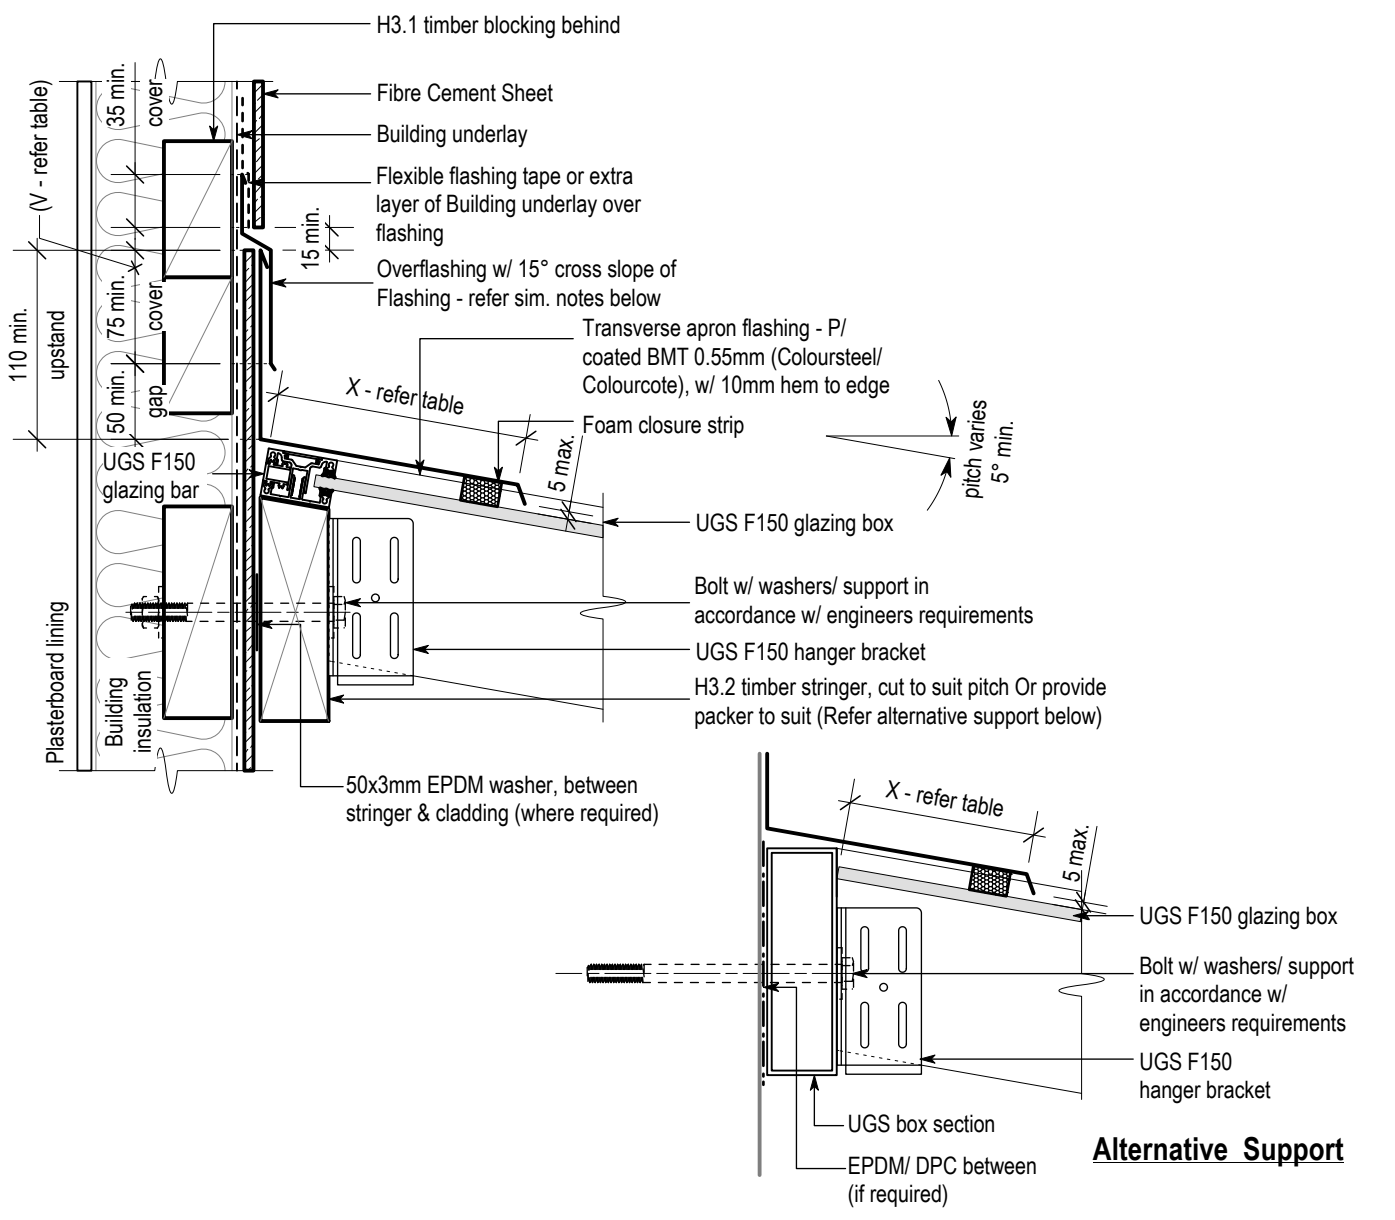 H3.1 timber blocking behind
Fibre Cement Sheet
Building underlay
Flexible flashing tape or extra
layer of Building underlay over
flashing
Overflashing w/ 15° cross slope of
Flashing - refer sim. notes below
Transverse apron flashing - P/
coated BMT 0.55mm (Coloursteel/
Colourcote), w/ 10mm hem to edge
Foam closure strip
(V - refer table)
35 min.
cover
15 min.
110 min.
upstand
75 min.
cover
50 min.
gap
X - refer table
5 max.
pitch varies
5° min.
UGS F150
glazing bar
UGS F150 glazing box
Bolt w/ washers/ support in
accordance w/ engineers requirements
UGS F150 hanger bracket
H3.2 timber stringer, cut to suit pitch Or provide
packer to suit (Refer alternative support below)
Plasterboard lining
Building
insulation
50x3mm EPDM washer, between
stringer & cladding (where required)
X - refer table
5 max.
UGS F150 glazing box
Bolt w/ washers/ support
in accordance w/
engineers requirements
UGS F150
hanger bracket
UGS box section
EPDM/ DPC between
(if required)
Alternative Support